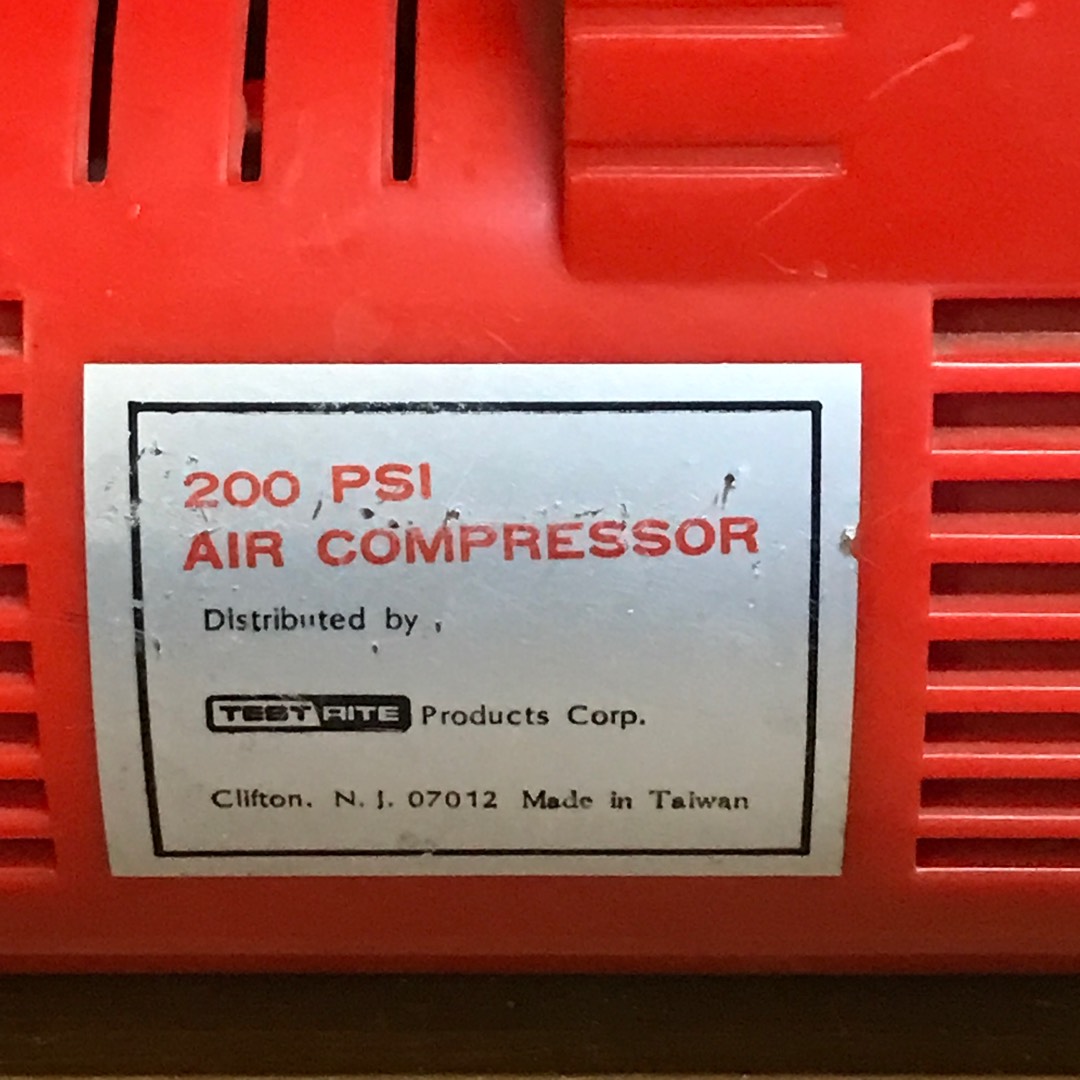 200 PSI
AIR COMPRESSOR
Distributed by
TEST RITE Products Corp.
Clifton. N. J. 07012 Made in Taiwan